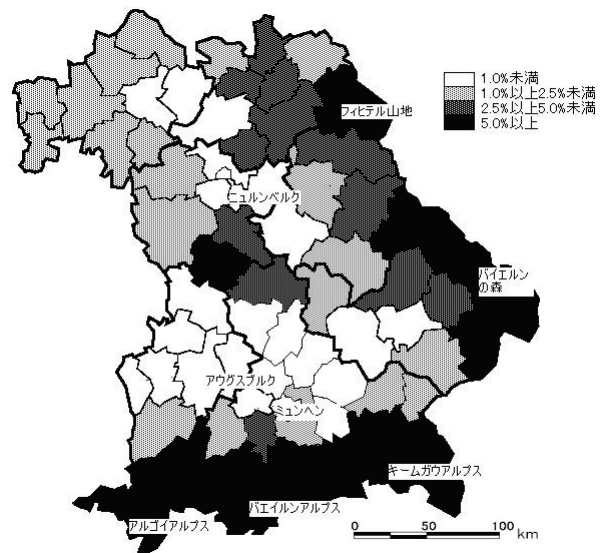 1.0%未満
1.0%以上2.5%未満
2.5%以上5.0%未満
5.0%以上
フィヒテル山地
ニュルンベルク
バイエルン
の森
アウグスブルク
ミュンヘン
キームガウアルプス
バエイルンアルプス
アルゴイアルプス
0 50 100 km